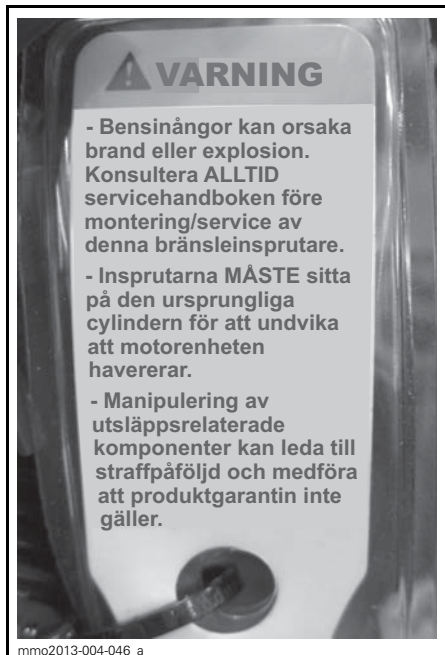 VARNING
- Bensinångor kan orsaka
brand eller explosion.
Konsultera ALLTID
servicehandboken före
montering/service av
denna bränsleinsprutare.
- Insprutarna MÅSTE sitta
på den ursprungliga
cylindern för att undvika
att motorenheten
havererar.
- Manipulering av
utsläppsrelaterade
komponenter kan leda till
straffpåföljd och medföra
att produktgarantin inte
gäller.
mmo2013-004-046_a